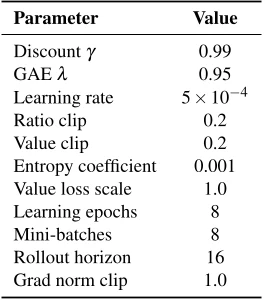 Parameter Value
Discount γ 0.99
GAE λ 0.95
Learning rate 5 × 10⁻⁴
Ratio clip 0.2
Value clip 0.2
Entropy coefficient 0.001
Value loss scale 1.0
Learning epochs 8
Mini-batches 8
Rollout horizon 16
Grad norm clip 1.0